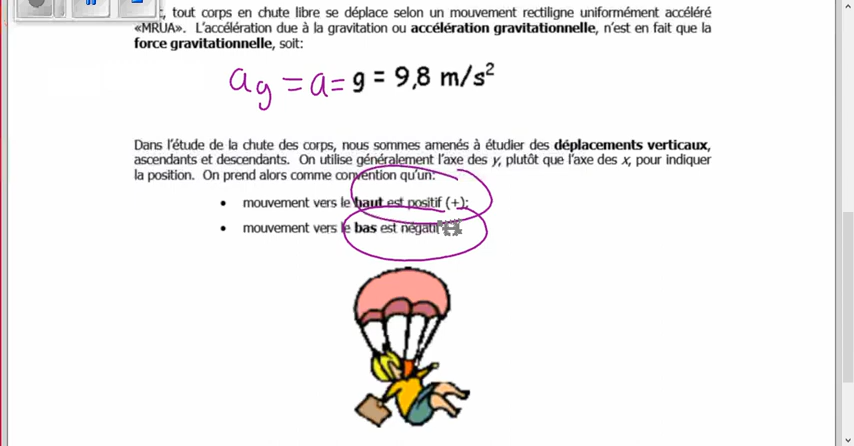 tout corps en chute libre se déplace selon un mouvement rectiligne uniformément accéléré
«MRUA». L'accélération due à la gravitation ou accélération gravitationnelle, n'est en fait que la
force gravitationnelle, soit:
ag = a = g = 9,8 m/s²
Dans l'étude de la chute des corps, nous sommes amenés à étudier des déplacements verticaux,
ascendants et descendants. On utilise généralement l'axe des y, plutôt que l'axe des x, pour indiquer
la position. On prend alors comme convention qu'un:
• mouvement vers le haut est positif (+);
• mouvement vers le bas est négatif